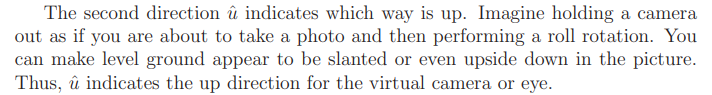 The second direction û indicates which way is up. Imagine holding a camera
out as if you are about to take a photo and then performing a roll rotation. You
can make level ground appear to be slanted or even upside down in the picture.
Thus, û indicates the up direction for the virtual camera or eye.